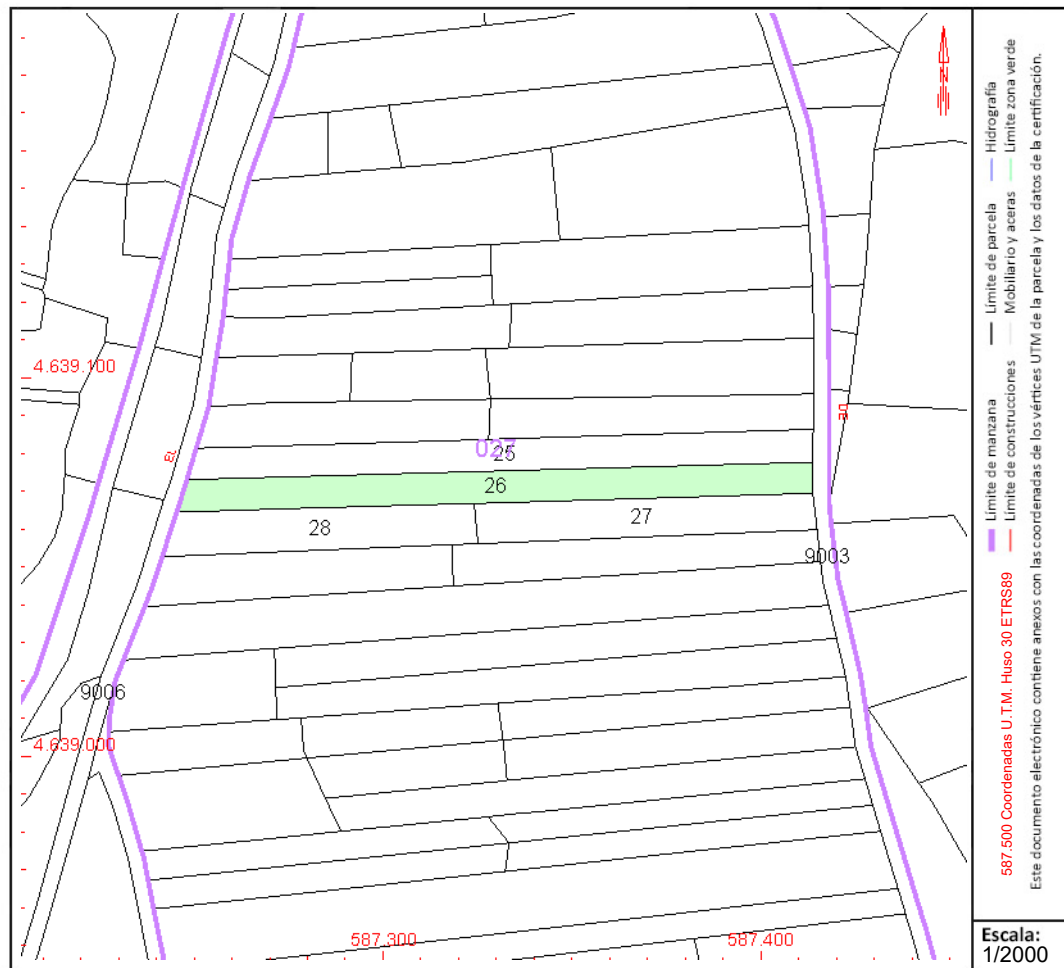 4.639.100
027
25
26
28
27
9003
9006
4.639.000
587.300
587.400
Límite de manzana
Límite de parcela
Hidrografía
Límite de construcciones
Mobiliario y aceras
Límite zona verde
587.500 Coordenadas U.T.M. Huso 30 ETRS89
Este documento electrónico contiene anexos con las coordenadas de los vértices UTM de la parcela y los datos de la certificación.
Escala:
1/2000